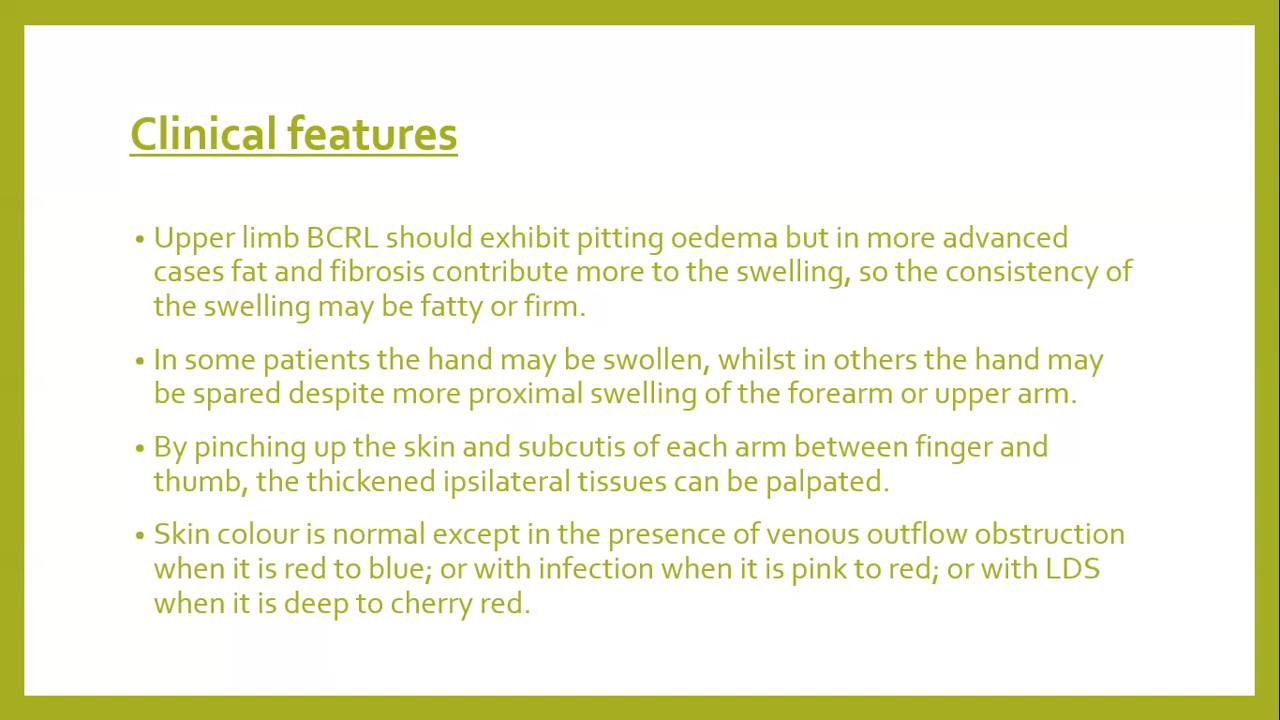 Clinical features
• Upper limb BCRL should exhibit pitting oedema but in more advanced
cases fat and fibrosis contribute more to the swelling, so the consistency of
the swelling may be fatty or firm.
• In some patients the hand may be swollen, whilst in others the hand may
be spared despite more proximal swelling of the forearm or upper arm.
• By pinching up the skin and subcutis of each arm between finger and
thumb, the thickened ipsilateral tissues can be palpated.
• Skin colour is normal except in the presence of venous outflow obstruction
when it is red to blue; or with infection when it is pink to red; or with LDS
when it is deep to cherry red.